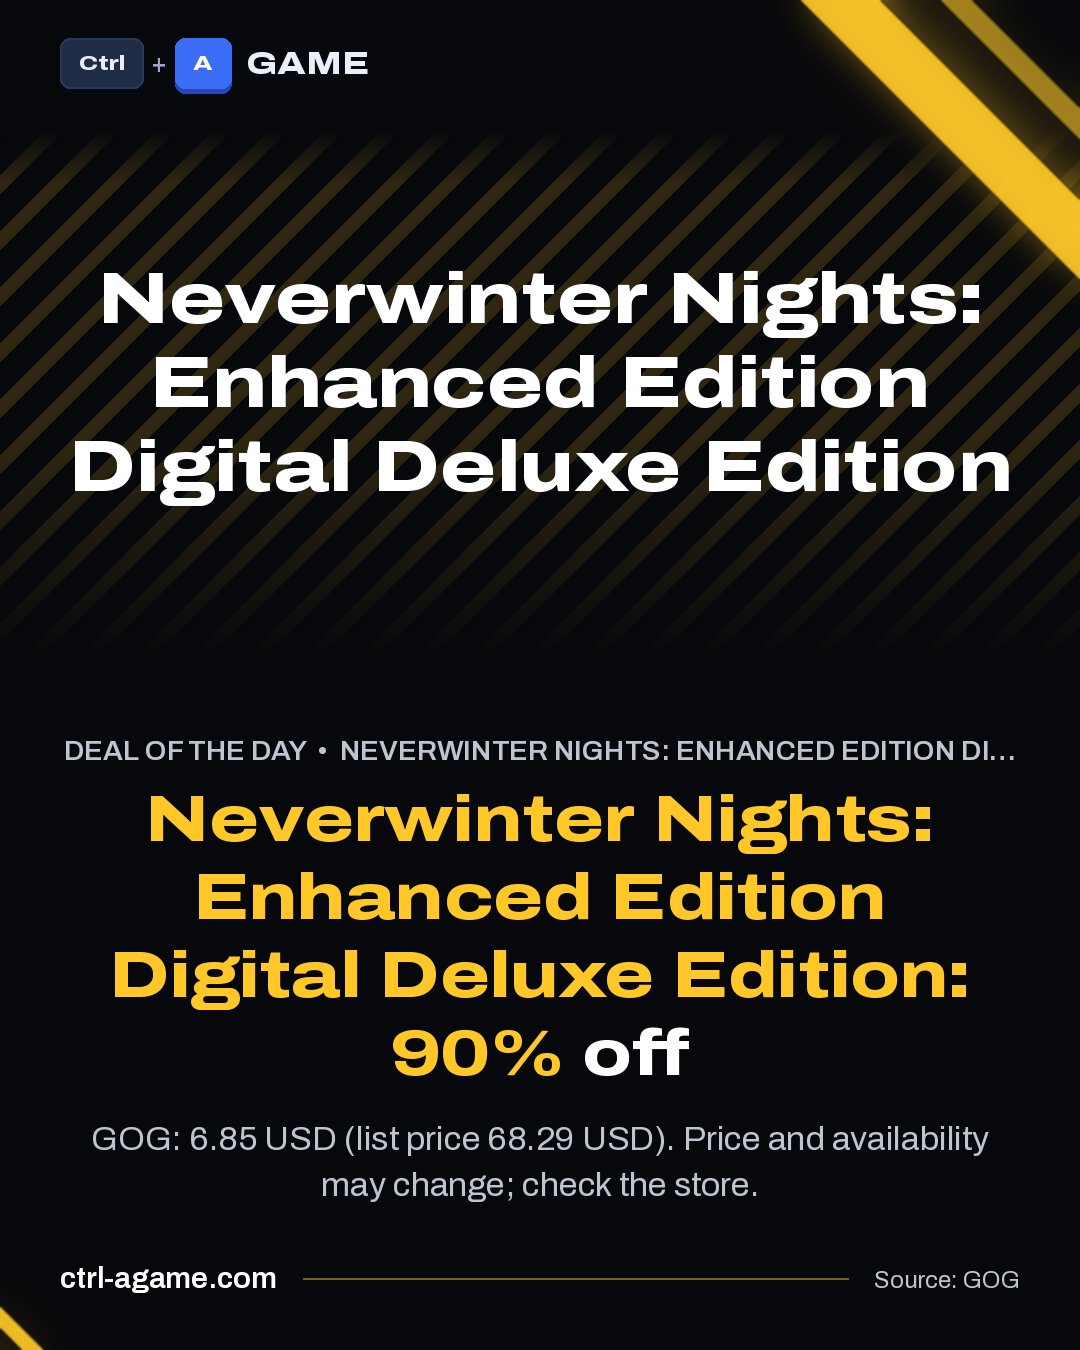 Ctrl + A GAME
Neverwinter Nights:
Enhanced Edition
Digital Deluxe Edition
DEAL OF THE DAY • NEVERWINTER NIGHTS: ENHANCED EDITION DI...
Neverwinter Nights:
Enhanced Edition
Digital Deluxe Edition:
90% off
GOG: 6.85 USD (list price 68.29 USD). Price and availability
may change; check the store.
ctrl-agame.com
Source: GOG